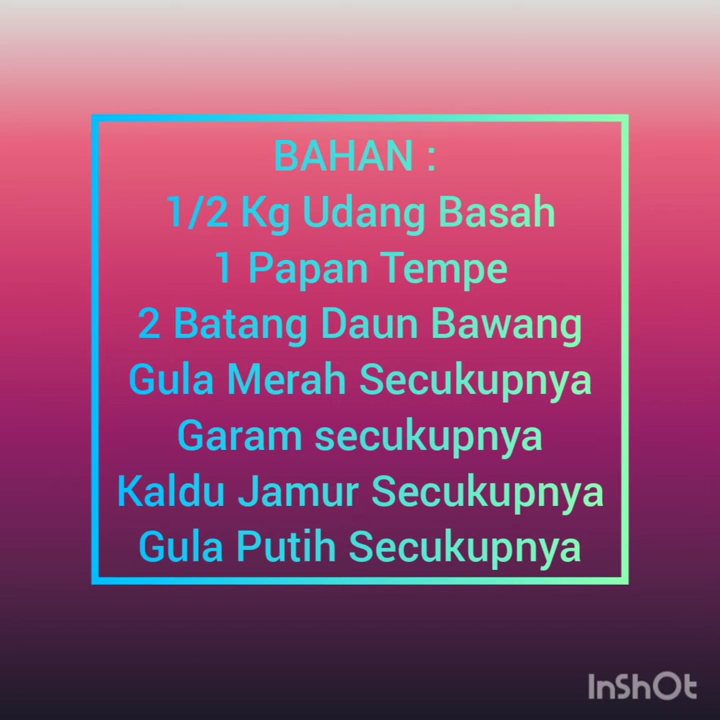 BAHAN :
1/2 Kg Udang Basah
1 Papan Tempe
2 Batang Daun Bawang
Gula Merah Secukupnya
Garam secukupnya
Kaldu Jamur Secukupnya
Gula Putih Secukupnya
InShOt